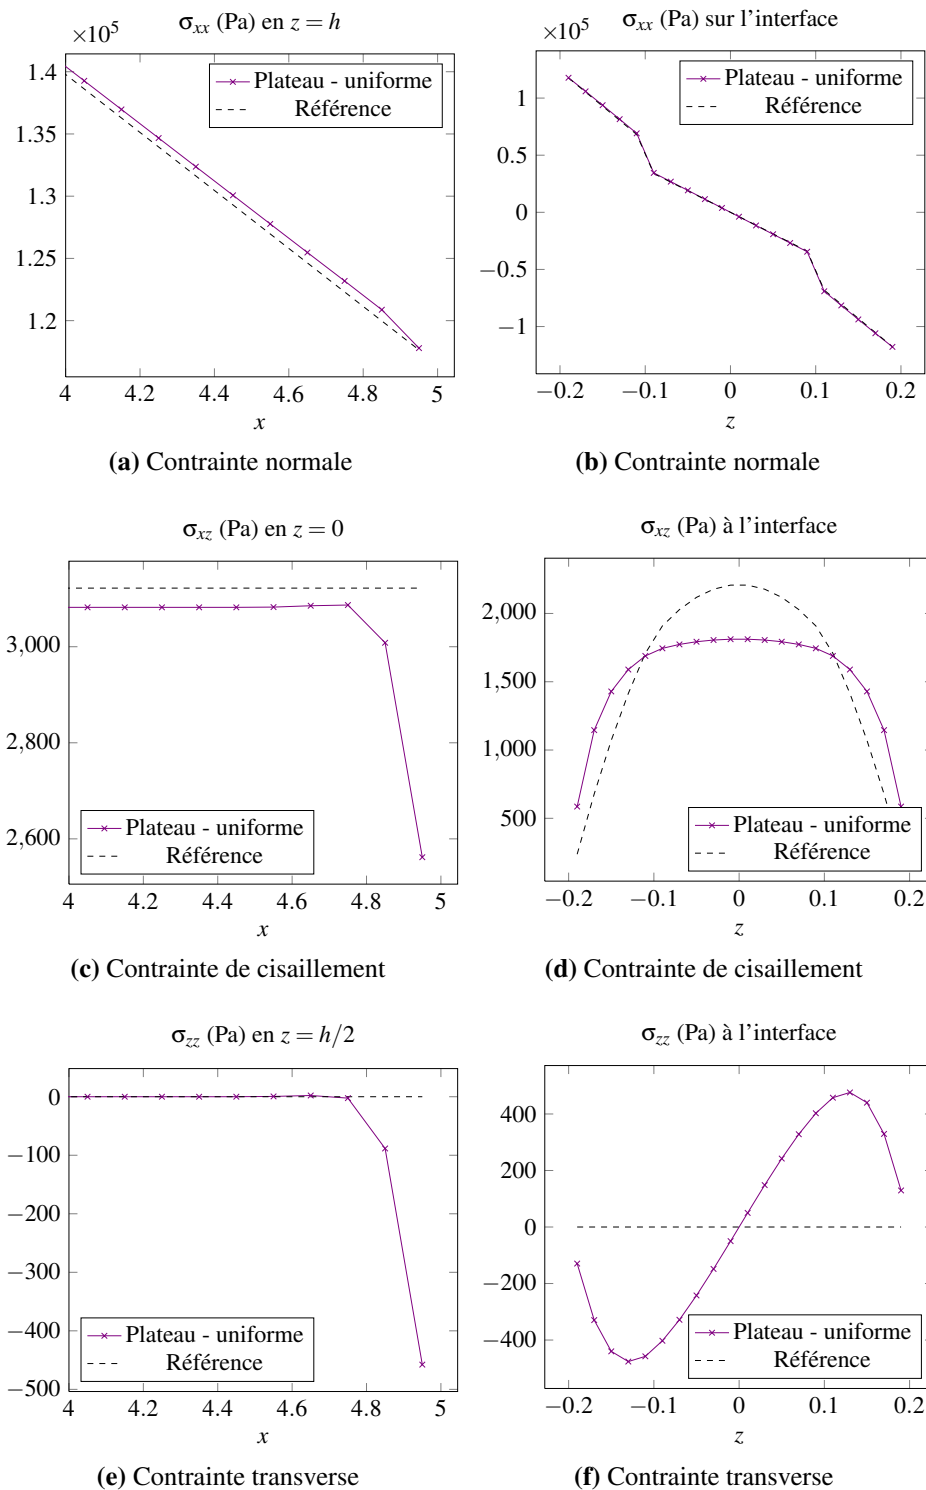 σxx (Pa) en z = h
×10^5
1.4
1.35
1.3
1.25
1.2
4
4.2
4.4
4.6
4.8
5
x
Plateau - uniforme
Référence
(a) Contrainte normale
σxx (Pa) sur l'interface
×10^5
1
0.5
0
−0.5
−1
−0.2
−0.1
0
0.1
0.2
z
Plateau - uniforme
Référence
(b) Contrainte normale
σxz (Pa) en z = 0
3,000
2,800
2,600
4
4.2
4.4
4.6
4.8
5
x
Plateau - uniforme
Référence
(c) Contrainte de cisaillement
σxz (Pa) à l'interface
2,000
1,500
1,000
500
−0.2
−0.1
0
0.1
0.2
z
Plateau - uniforme
Référence
(d) Contrainte de cisaillement
σzz (Pa) en z = h/2
0
−100
−200
−300
−400
−500
4
4.2
4.4
4.6
4.8
5
x
Plateau - uniforme
Référence
(e) Contrainte transverse
σzz (Pa) à l'interface
400
200
0
−200
−400
−0.2
−0.1
0
0.1
0.2
z
Plateau - uniforme
Référence
(f) Contrainte transverse